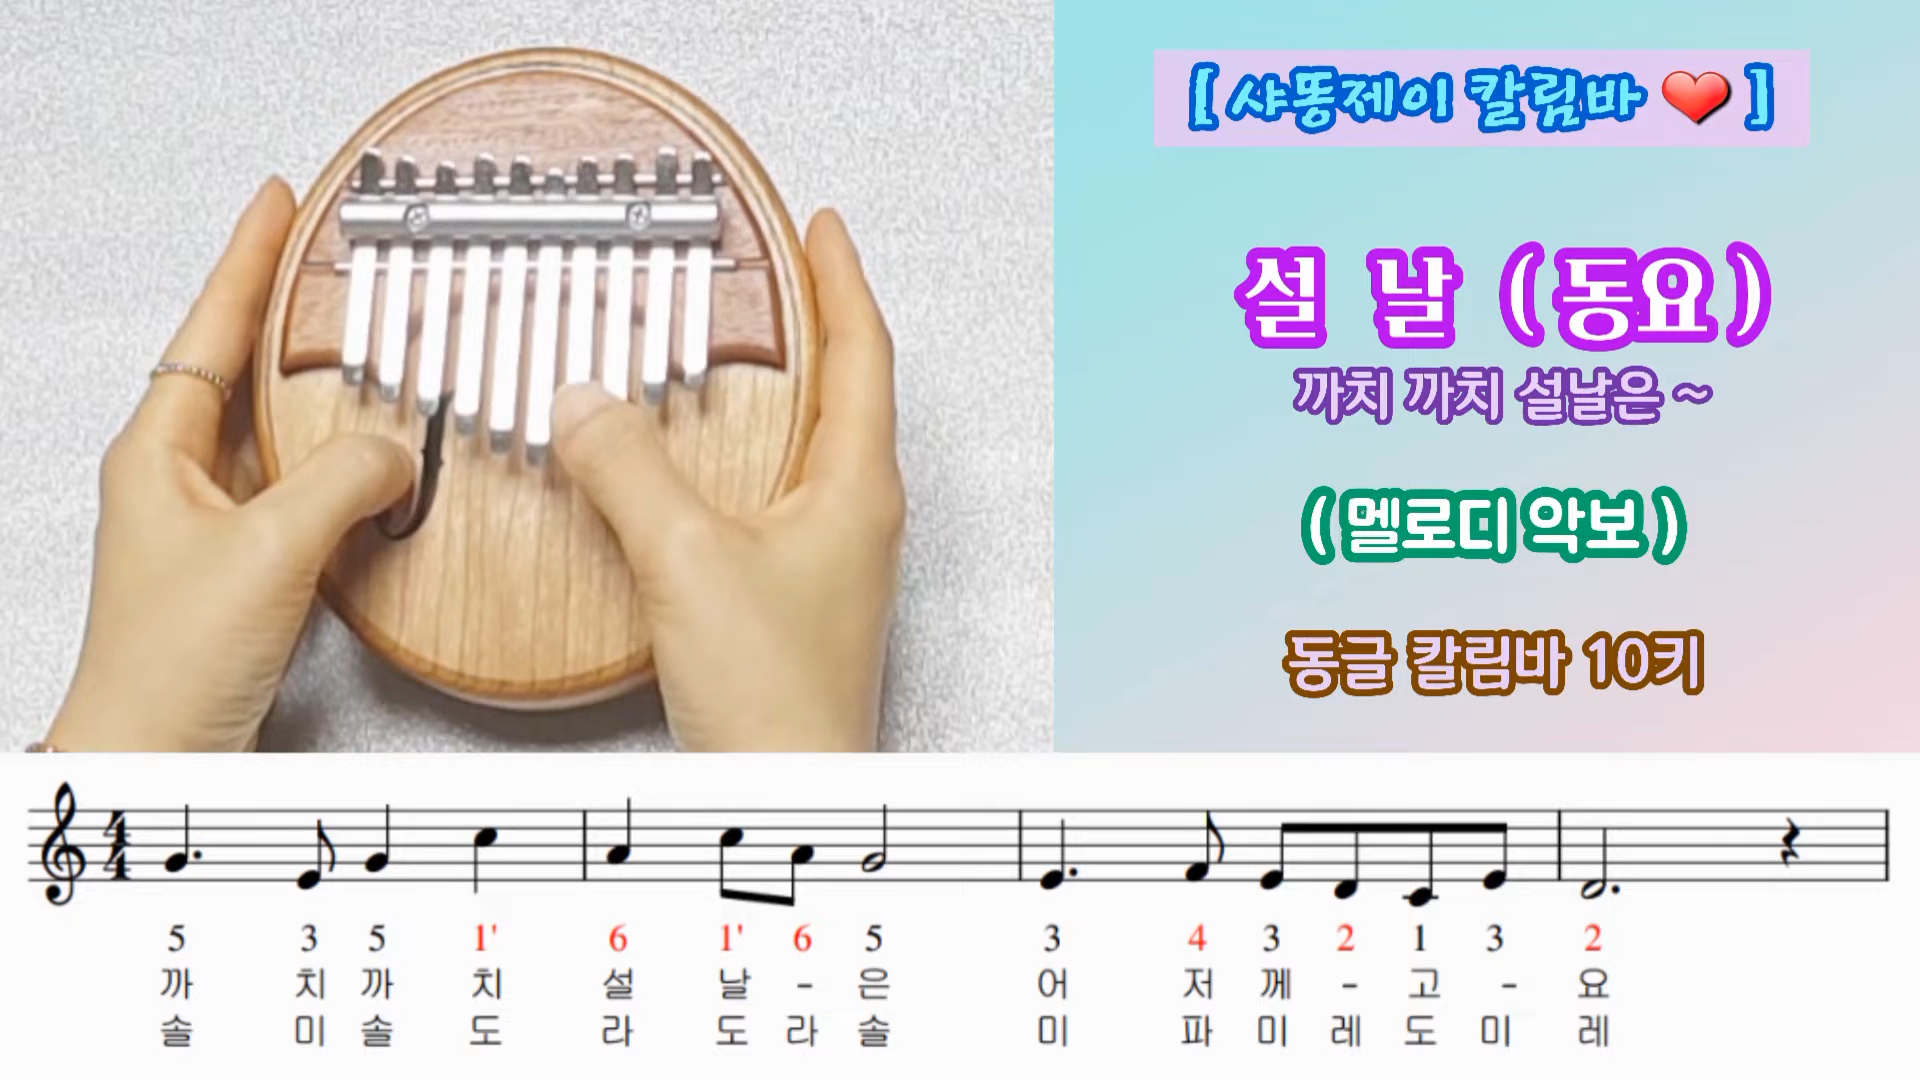 [ 샤똥제이 칼림바 ❤ ]
설 날 ( 동요 )
까치 까치 설날은 ~
( 멜로디 악보 )
동글 칼림바 10키
4
4
5 3 5 1' 6 1' 6 5 3 4 3 2 1 3 2
까 치 까 치 설 날 - 은 어 저 께 - 고 - 요
솔 미 솔 도 라 도 라 솔 미 파 미 레 도 미 레